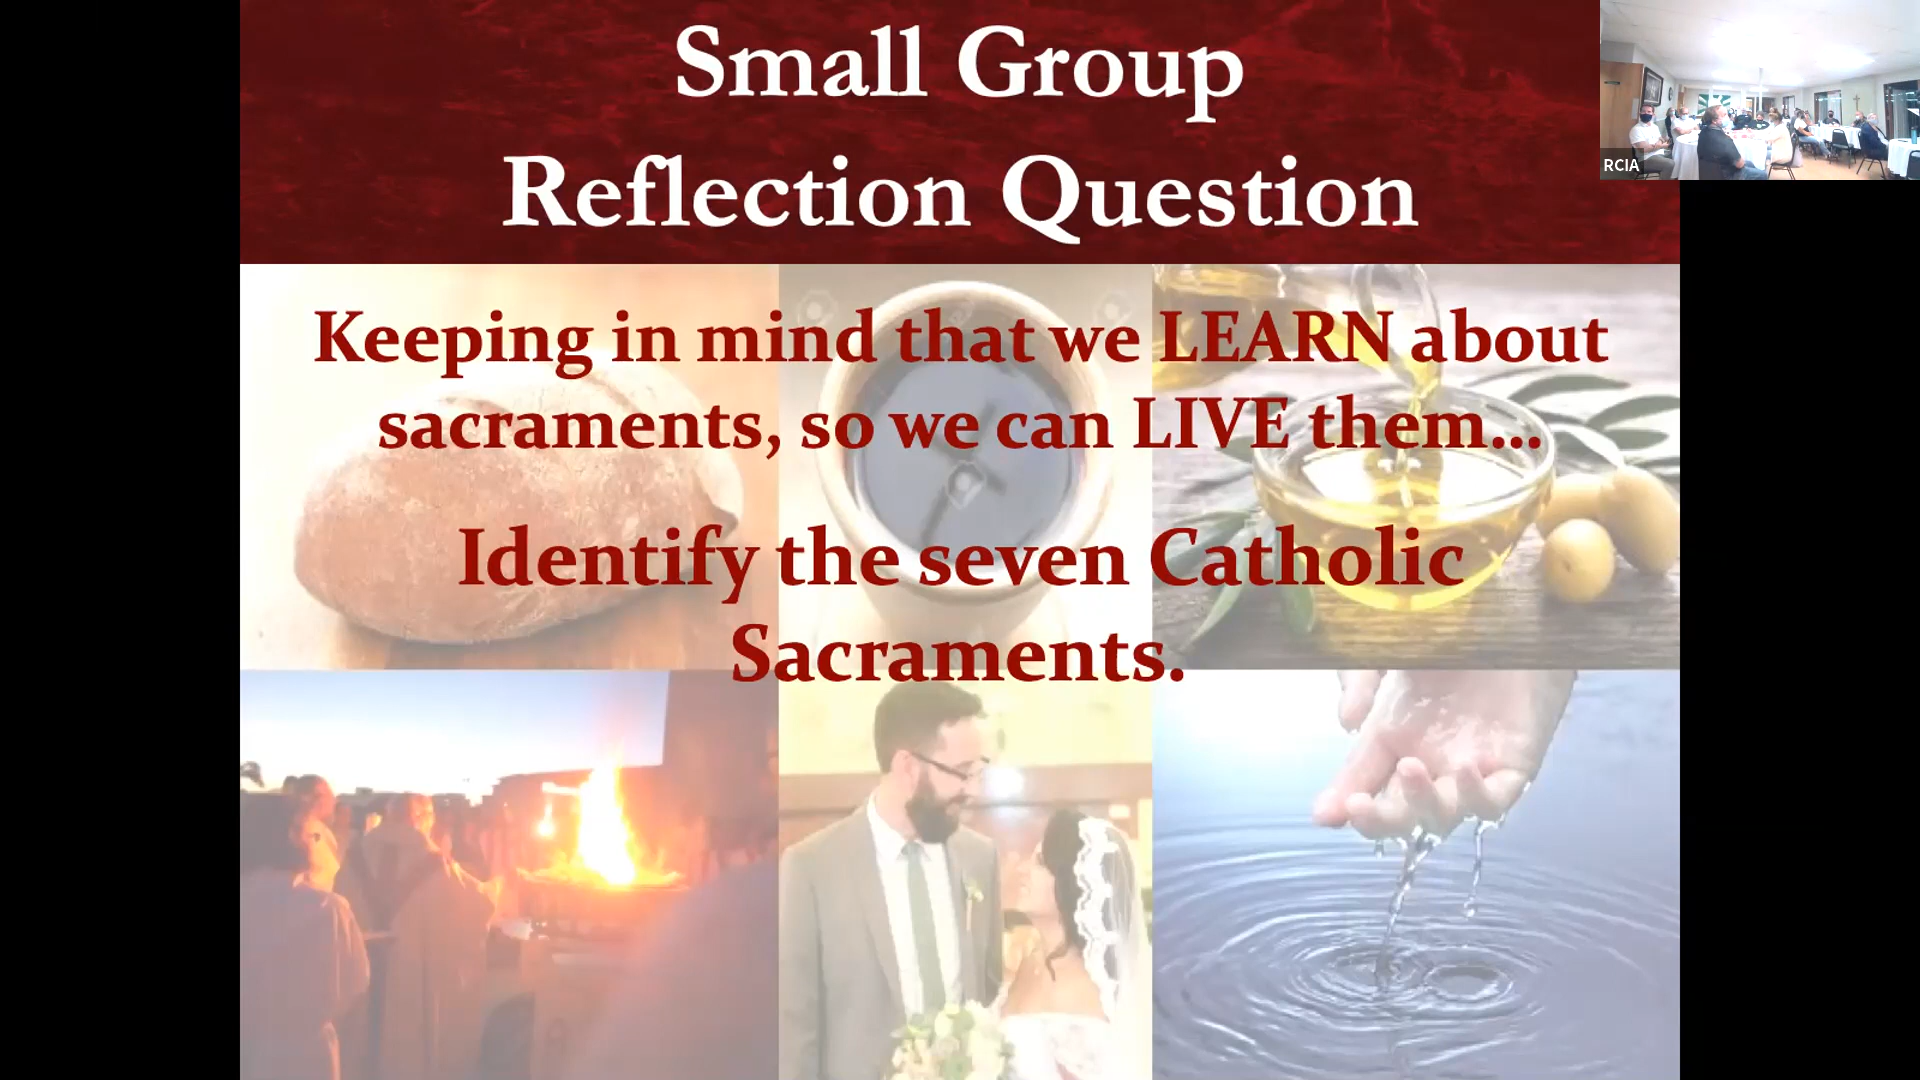 Small Group
Reflection Question
Keeping in mind that we LEARN about
sacraments, so we can LIVE them...
Identify the seven Catholic
Sacraments.
RCIA